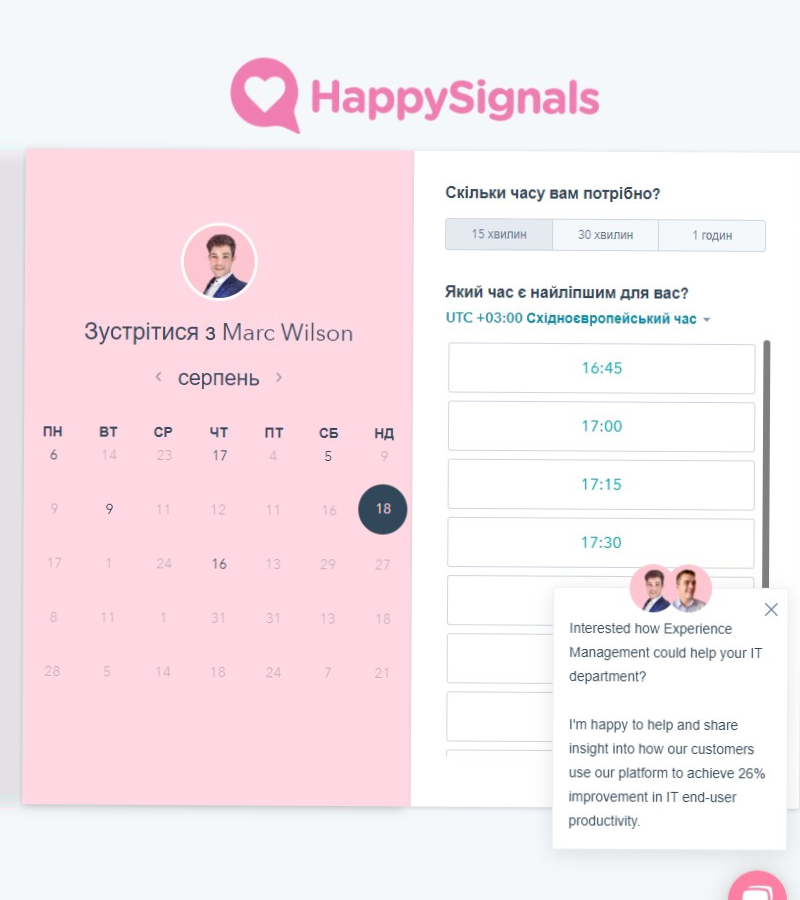 HappySignals
Зустрітися з Marc Wilson
серпень
ПН ВТ СР ЧТ ПТ СБ НД
6 14 23 17 4 5 9
9 9 11 12 11 16 18
17 1 24 16 13 29 27
8 11 1 31 31 13 18
28 5 14 18 24 7 21
Скільки часу вам потрібно?
15 хвилин 30 хвилин 1 годин
Який час є найліпшим для вас?
UTC +03:00 Східноєвропейський час
16:45
17:00
17:15
17:30
Interested how Experience
Management could help your IT
department?
I'm happy to help and share
insight into how our customers
use our platform to achieve 26%
improvement in IT end-user
productivity.